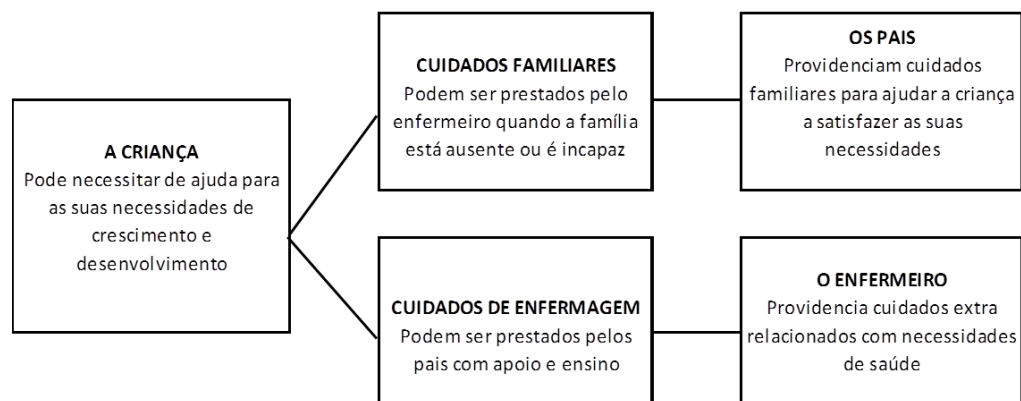 A CRIANÇA
Pode necessitar de ajuda para
as suas necessidades de
crescimento e
desenvolvimento
CUIDADOS FAMILIARES
Podem ser prestados pelo
enfermeiro quando a família
está ausente ou é incapaz
OS PAIS
Providenciam cuidados
familiares para ajudar a criança
a satisfazer as suas
necessidades
CUIDADOS DE ENFERMAGEM
Podem ser prestados pelos
pais com apoio e ensino
O ENFERMEIRO
Providencia cuidados extra
relacionados com necessidades
de saúde